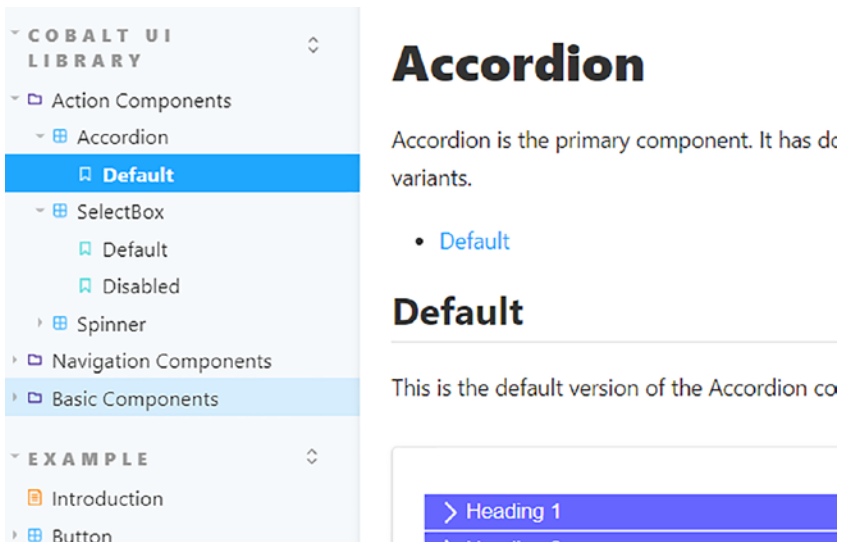 COBALT UI
LIBRARY
Action Components
Accordion
Default
SelectBox
Default
Disabled
Spinner
Navigation Components
Basic Components
EXAMPLE
Introduction
Button
Accordion
Accordion is the primary component. It has
variants.
Default
Default
This is the default version of the Accordion
Heading 1